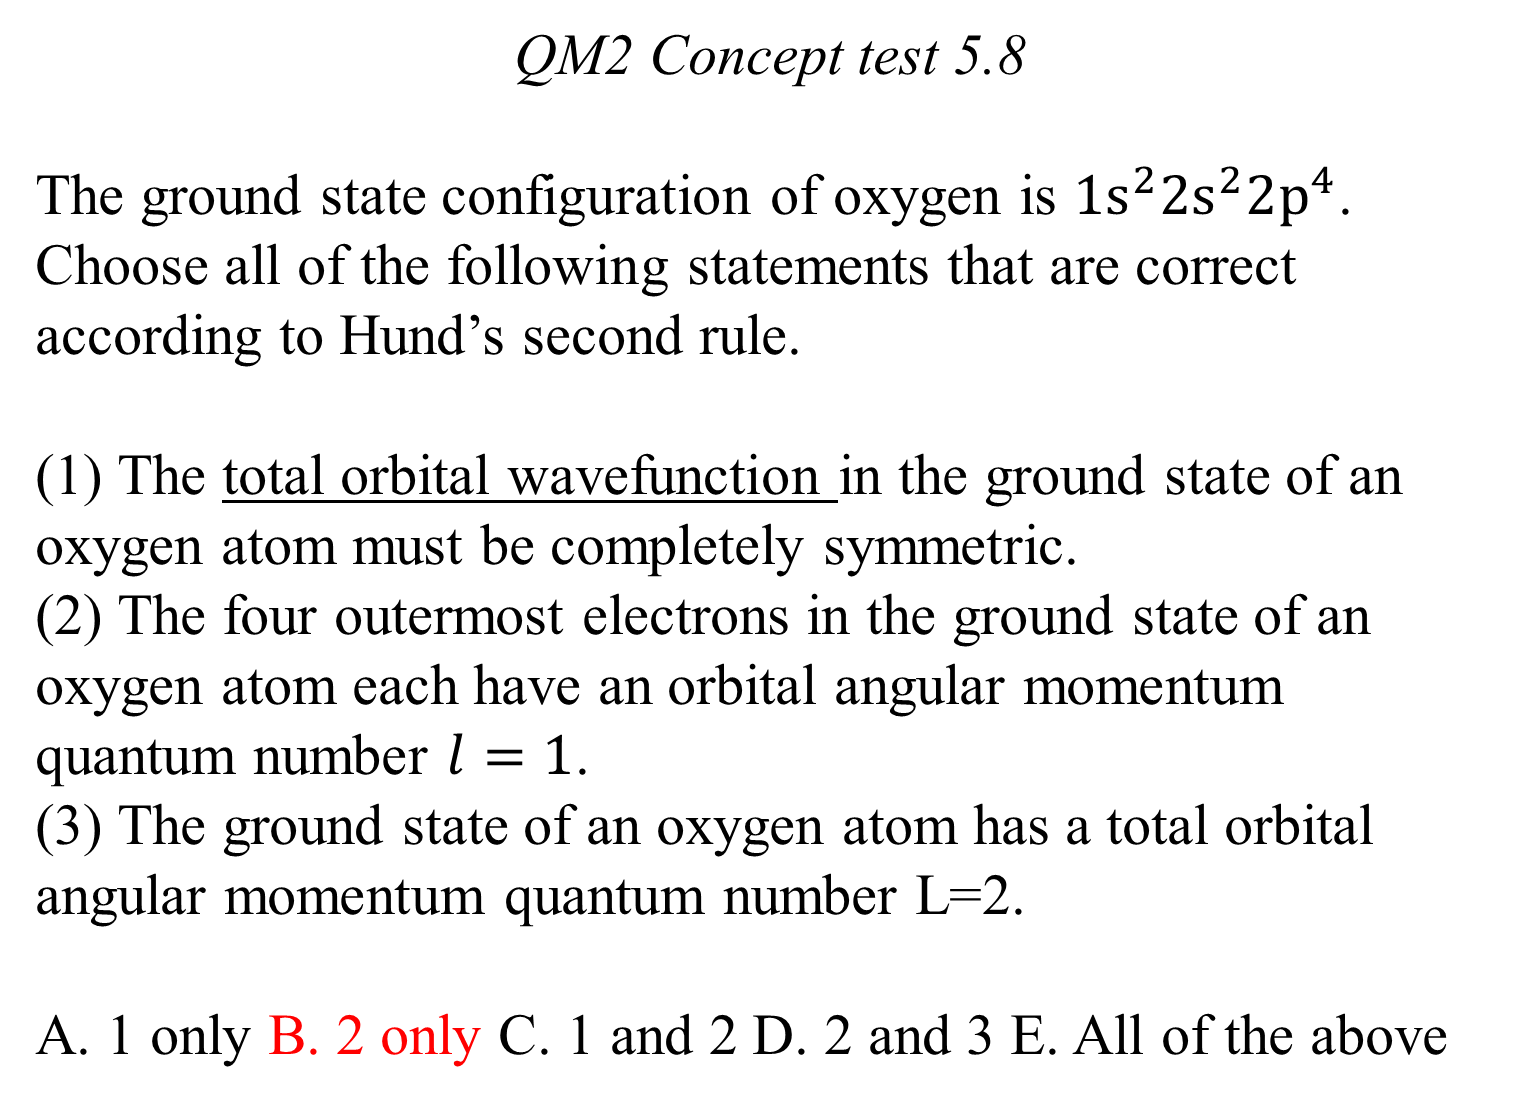 QM2 Concept test 5.8
The ground state configuration of oxygen is 1s²2s²2p⁴.
Choose all of the following statements that are correct
according to Hund’s second rule.
(1) The total orbital wavefunction in the ground state of an
oxygen atom must be completely symmetric.
(2) The four outermost electrons in the ground state of an
oxygen atom each have an orbital angular momentum
quantum number l = 1.
(3) The ground state of an oxygen atom has a total orbital
angular momentum quantum number L=2.
A. 1 only B. 2 only C. 1 and 2 D. 2 and 3 E. All of the above